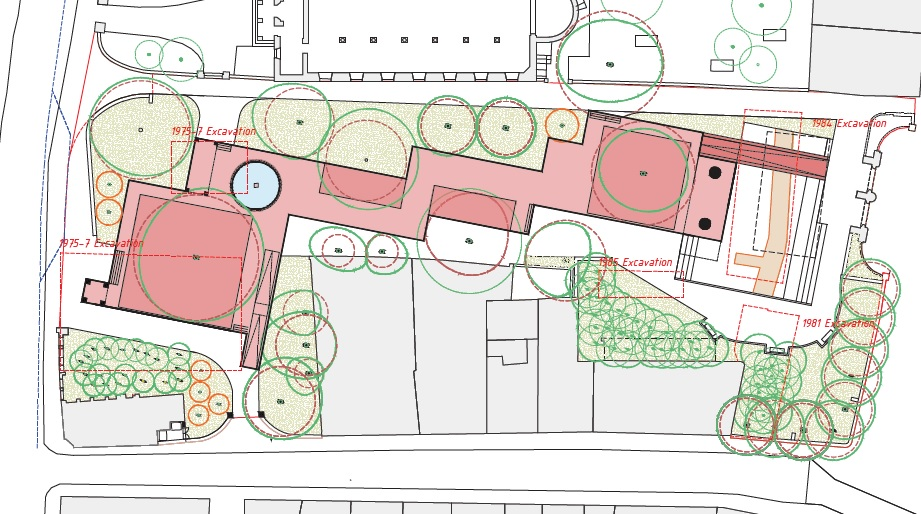 1984 Excavation
1975-7 Excavation
1975-7 Excavation
1985 Excavation
1981 Excavation